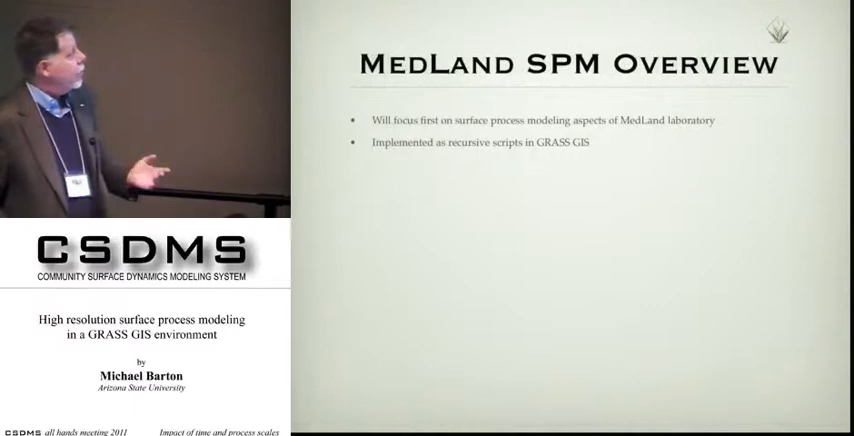 MEDLAND SPM OVERVIEW
• Will focus first on surface process modeling aspects of MedLand laboratory
• Implemented as recursive scripts in GRASS GIS
CSDMS
COMMUNITY SURFACE DYNAMICS MODELING SYSTEM
High resolution surface process modeling
in a GRASS GIS environment
by
Michael Barton
Arizona State University
CSDMS all hands meeting 2011 Impact of time and process scales